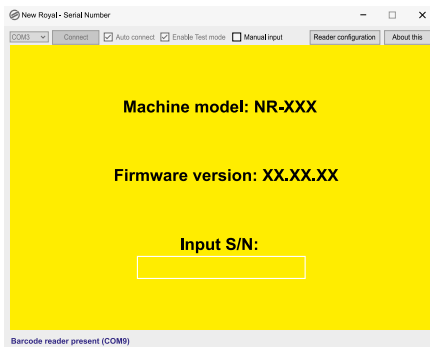 New Royal - Serial Number
COM3 Connect Auto connect Enable Test mode Manual input Reader configuration About this
Machine model: NR-XXX
Firmware version: XX.XX.XX
Input S/N:
Barcode reader present (COM9)